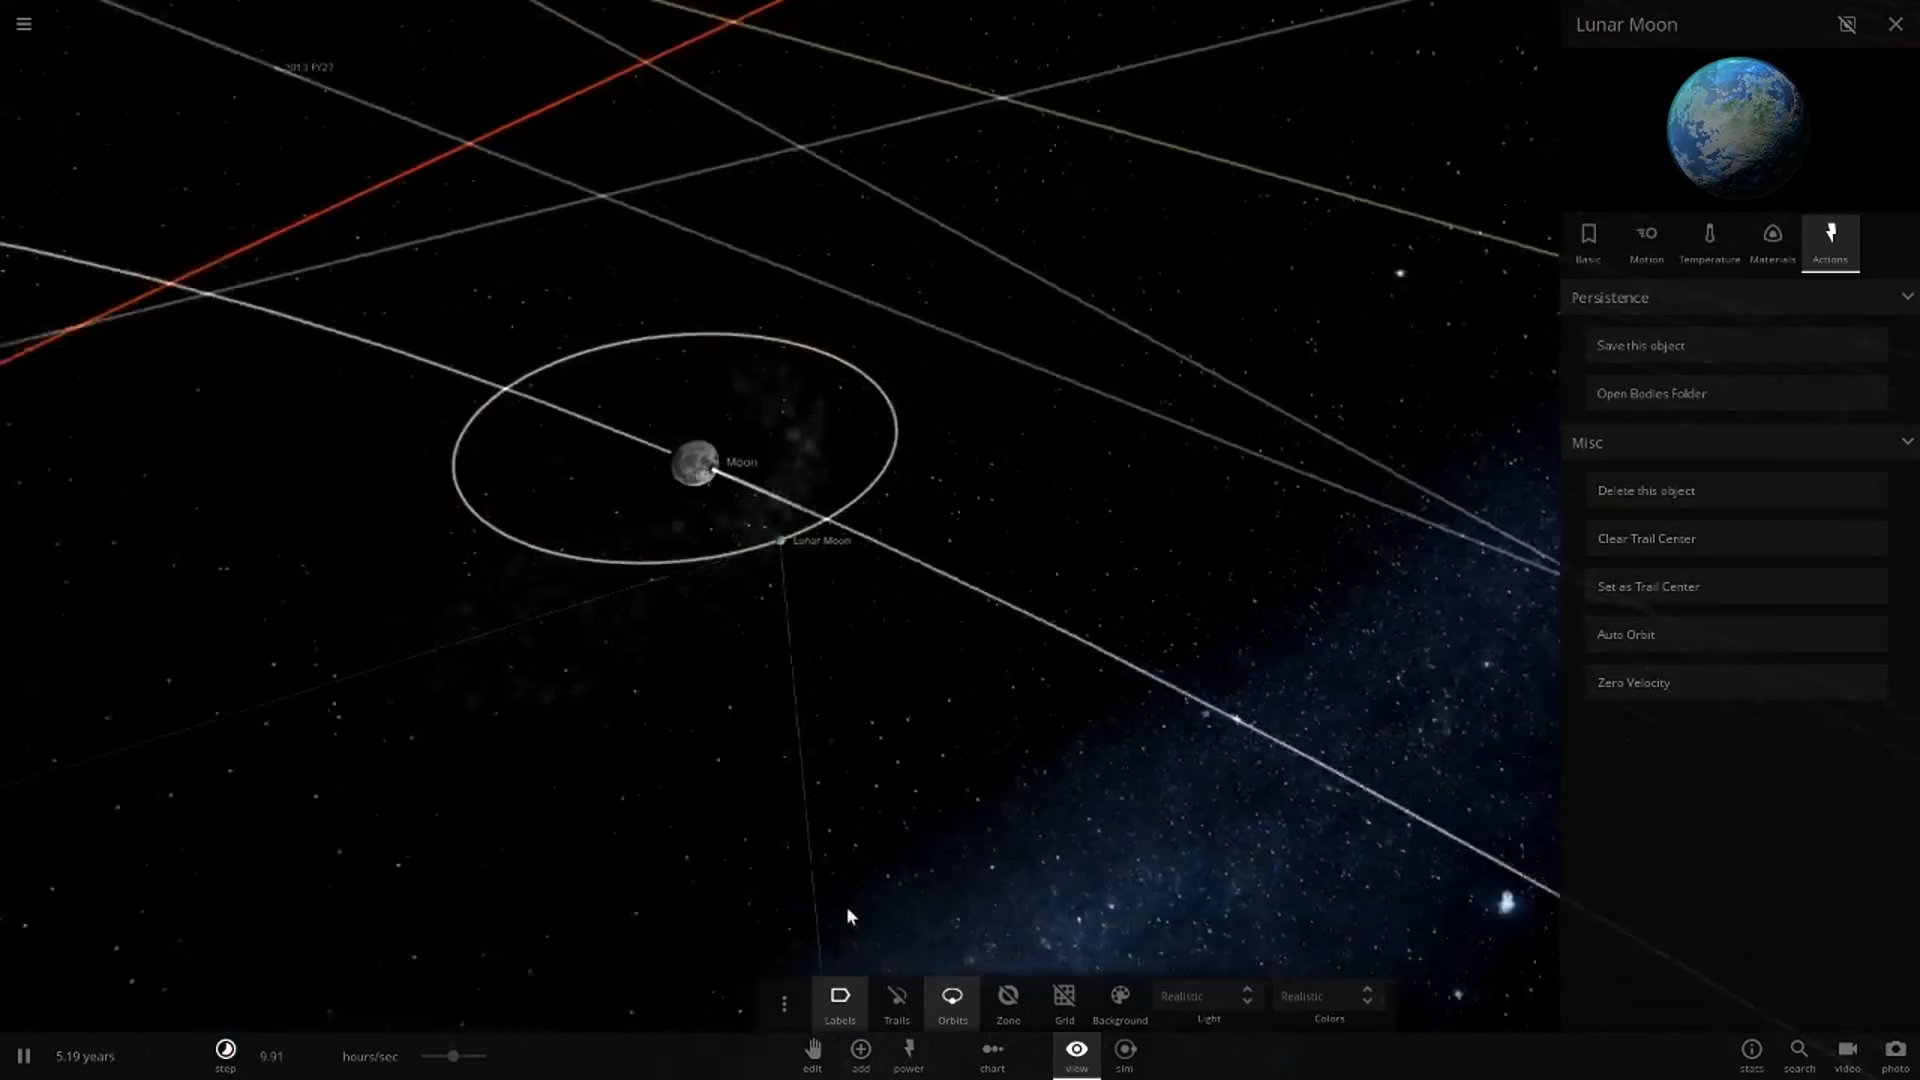 Lunar Moon
2013 FY27
Basic
Motion
Temperature
Materials
Actions
Persistence
Save this object
Open Bodies Folder
Misc
Moon
Delete this object
Clear Trail Center
Lunar Moon
Set as Trail Center
Auto Orbit
Zero Velocity
Labels
Trails
Orbits
Zone
Grid
Background
Realistic
Light
Realistic
Colors
5.19 years
step
9.91
hours/sec
edit
add
power
chart
view
sim
stats
search
video
photo